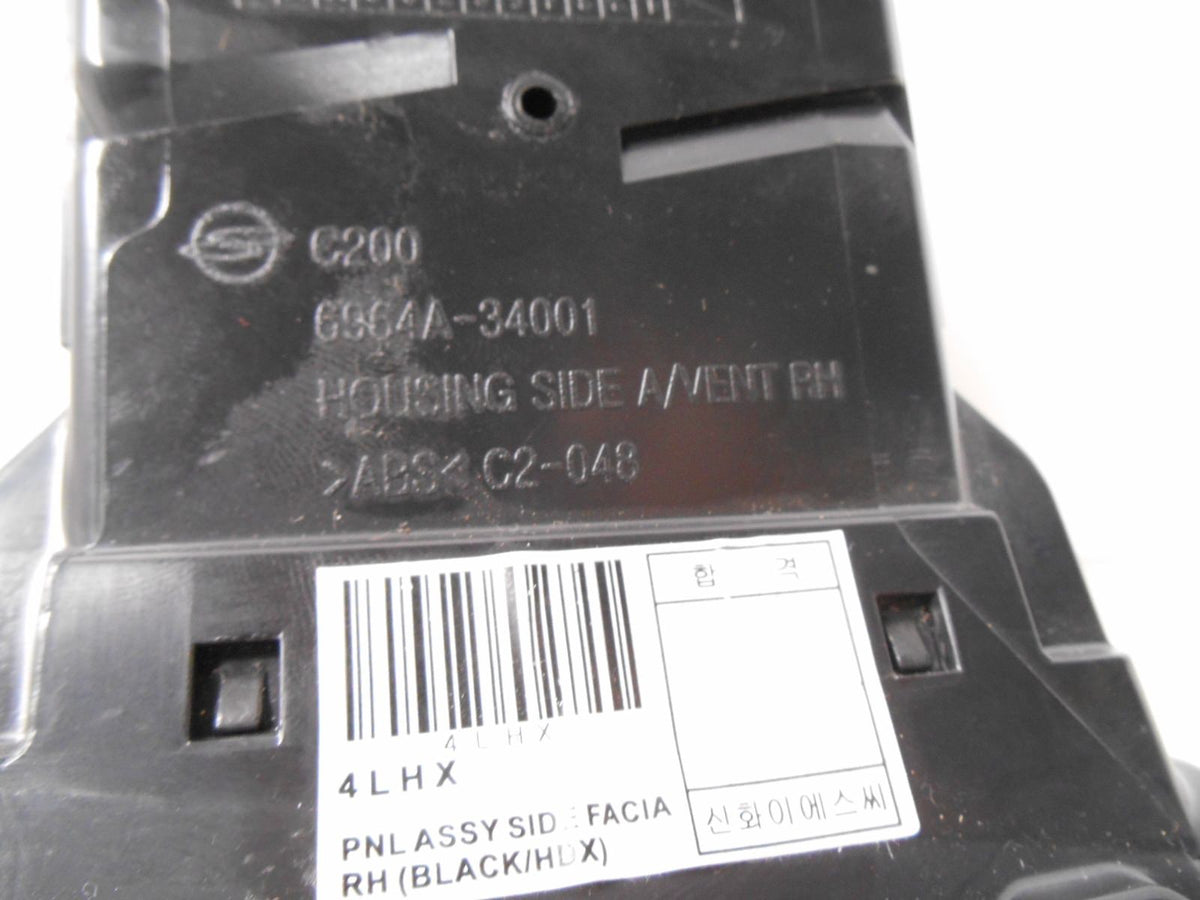 C200
6964A-34001
HOUSING SIDE A/VENT RH
>ABS< C2-048
합 격
4 L H X
4 L H X
PNL ASSY SIDE FACIA
RH (BLACK/HDX)
신화이에스씨